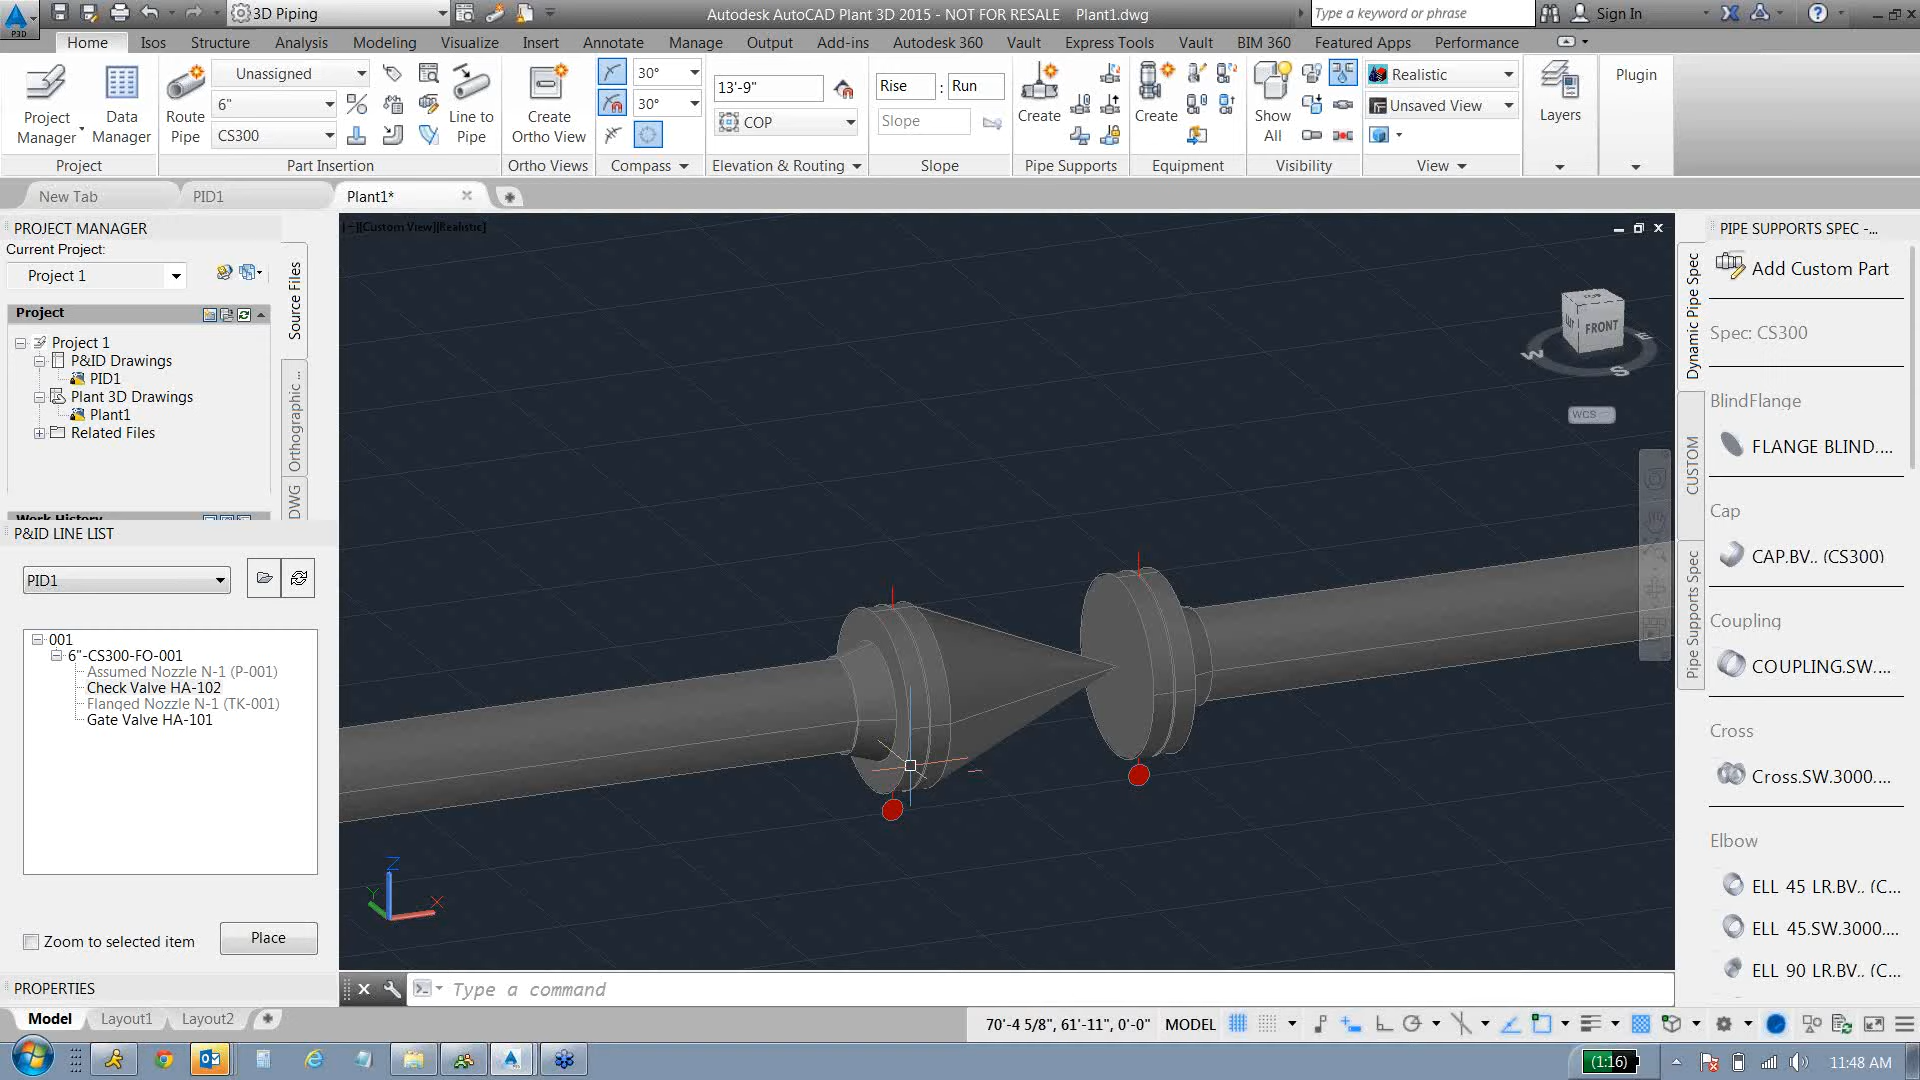 P3D
3D Piping
Autodesk AutoCAD Plant 3D 2015 - NOT FOR RESALE Plant1.dwg
Type a keyword or phrase
Sign In
Home Isos Structure Analysis Modeling Visualize Insert Annotate Manage Output Add-ins Autodesk 360 Vault Express Tools Vault BIM 360 Featured Apps Performance
Project Manager
Data Manager
Project
Route Pipe
Unassigned
6"
CS300
Line to Pipe
Part Insertion
Create Ortho View
Ortho Views
30°
30°
Compass
13'-9"
COP
Elevation & Routing
Rise : Run
Slope
Slope
Create
Pipe Supports
Create
Equipment
Show All
Visibility
Realistic
Unsaved View
View
Layers
Plugin
New Tab
PID1
Plant1*
PROJECT MANAGER
Current Project:
Project 1
Project
Project 1
P&ID Drawings
PID1
Plant 3D Drawings
Plant1
Related Files
Source Files
Orthographic ...
DWG
Work History
P&ID LINE LIST
PID1
001
6"-CS300-FO-001
Assumed Nozzle N-1 (P-001)
Check Valve HA-102
Flanged Nozzle N-1 (TK-001)
Gate Valve HA-101
Zoom to selected item
Place
PROPERTIES
[-][Custom View][Realistic]
FRONT
W
S
E
WCS
Z
Y
X
PIPE SUPPORTS SPEC -...
Dynamic Pipe Spec
CUSTOM
Pipe Supports Spec
Add Custom Part
Spec: CS300
BlindFlange
FLANGE BLIND....
Cap
CAP.BV.. (CS300)
Coupling
COUPLING.SW....
Cross
Cross.SW.3000....
Elbow
ELL 45 LR.BV.. (C...
ELL 45.SW.3000....
ELL 90 LR.BV.. (C...
Type a command
Model Layout1 Layout2
70'-4 5/8", 61'-11", 0'-0" MODEL
(1:16)
11:48 AM